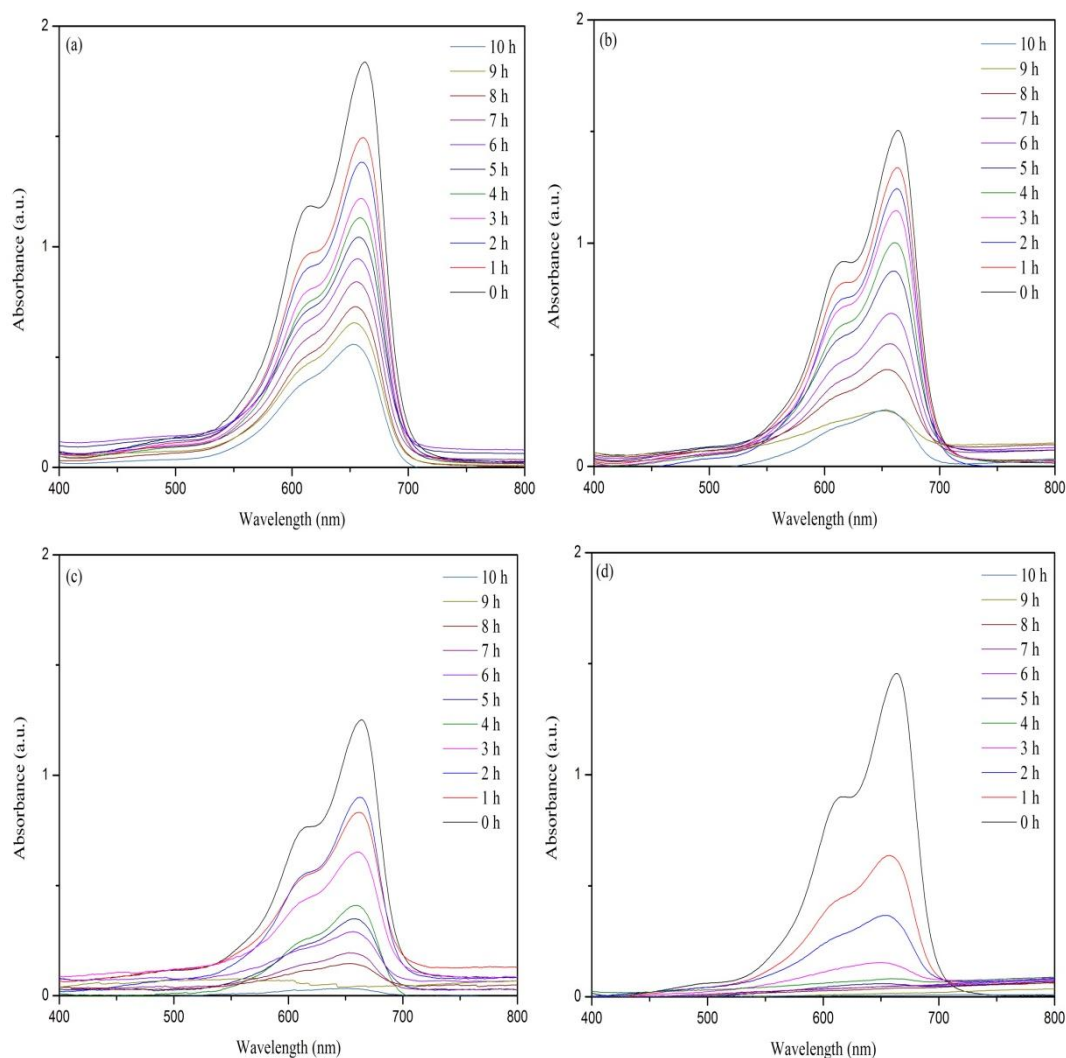 2
(a)
10 h
9 h
8 h
7 h
6 h
5 h
4 h
3 h
2 h
1 h
0 h
1
0
Absorbance (a.u.)
400 500 600 700 800
Wavelength (nm)
2
(b)
10 h
9 h
8 h
7 h
6 h
5 h
4 h
3 h
2 h
1 h
0 h
1
0
Absorbance (a.u.)
400 500 600 700 800
Wavelength (nm)
2
(c)
10 h
9 h
8 h
7 h
6 h
5 h
4 h
3 h
2 h
1 h
0 h
1
0
Absorbance (a.u.)
400 500 600 700 800
Wavelength (nm)
2
(d)
10 h
9 h
8 h
7 h
6 h
5 h
4 h
3 h
2 h
1 h
0 h
1
0
Absorbance (a.u.)
400 500 600 700 800
Wavelength (nm)